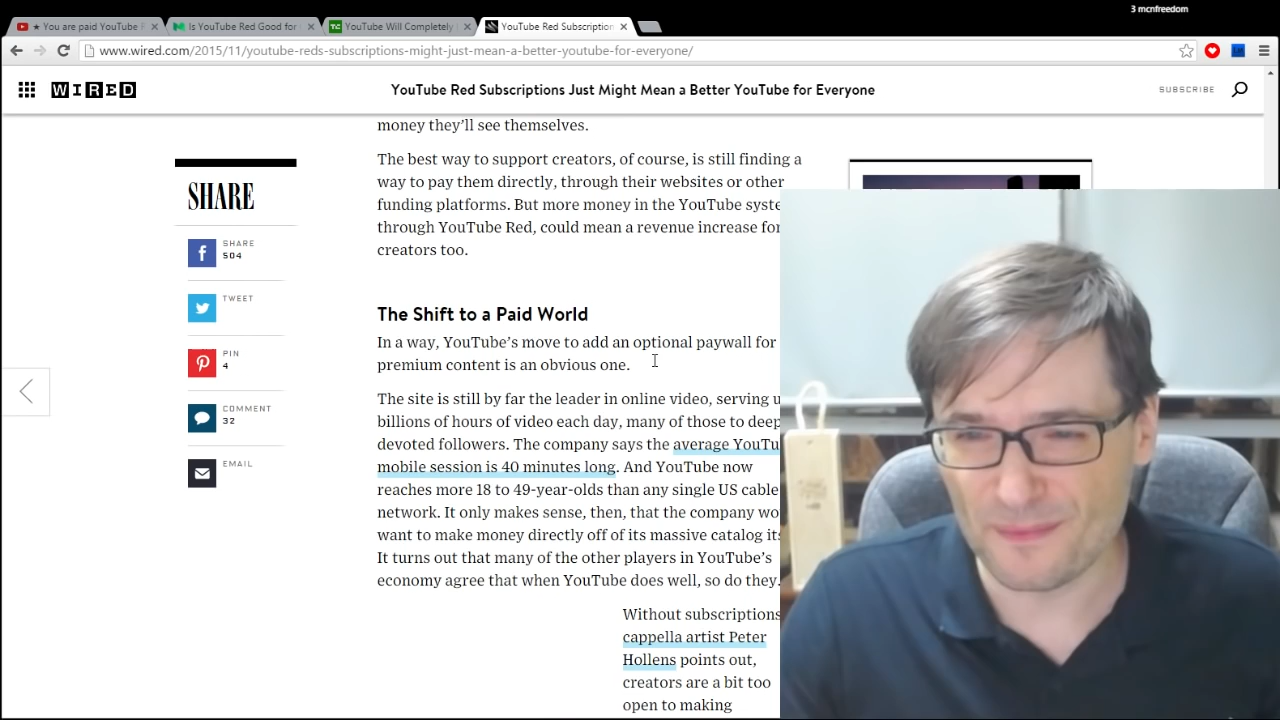 3 mcnfreedom
★ You are paid YouTube
Is YouTube Red Good for
YouTube Will Completely
YouTube Red Subscription
www.wired.com/2015/11/youtube-reds-subscriptions-might-just-mean-a-better-youtube-for-everyone/
WIRED
YouTube Red Subscriptions Just Might Mean a Better YouTube for Everyone
SUBSCRIBE
money they'll see themselves.
The best way to support creators, of course, is still finding a
way to pay them directly, through their websites or other
funding platforms. But more money in the YouTube syste
through YouTube Red, could mean a revenue increase for
creators too.
SHARE
SHARE
504
TWEET
PIN
4
COMMENT
32
EMAIL
The Shift to a Paid World
In a way, YouTube's move to add an optional paywall for
premium content is an obvious one.
The site is still by far the leader in online video, serving u
billions of hours of video each day, many of those to deep
devoted followers. The company says the average YouTu
mobile session is 40 minutes long. And YouTube now
reaches more 18 to 49-year-olds than any single US cable
network. It only makes sense, then, that the company wo
want to make money directly off of its massive catalog its
It turns out that many of the other players in YouTube's
economy agree that when YouTube does well, so do they.
Without subscriptions
cappella artist Peter
Hollens points out,
creators are a bit too
open to making